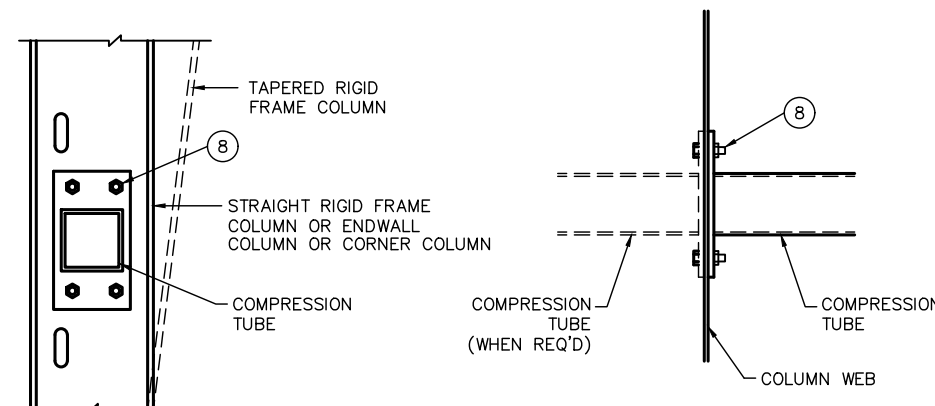 TAPERED RIGID
FRAME COLUMN
8
STRAIGHT RIGID FRAME
COLUMN OR ENDWALL
COLUMN OR CORNER COLUMN
COMPRESSION
TUBE
8
COMPRESSION
TUBE
(WHEN REQ'D)
COMPRESSION
TUBE
COLUMN WEB